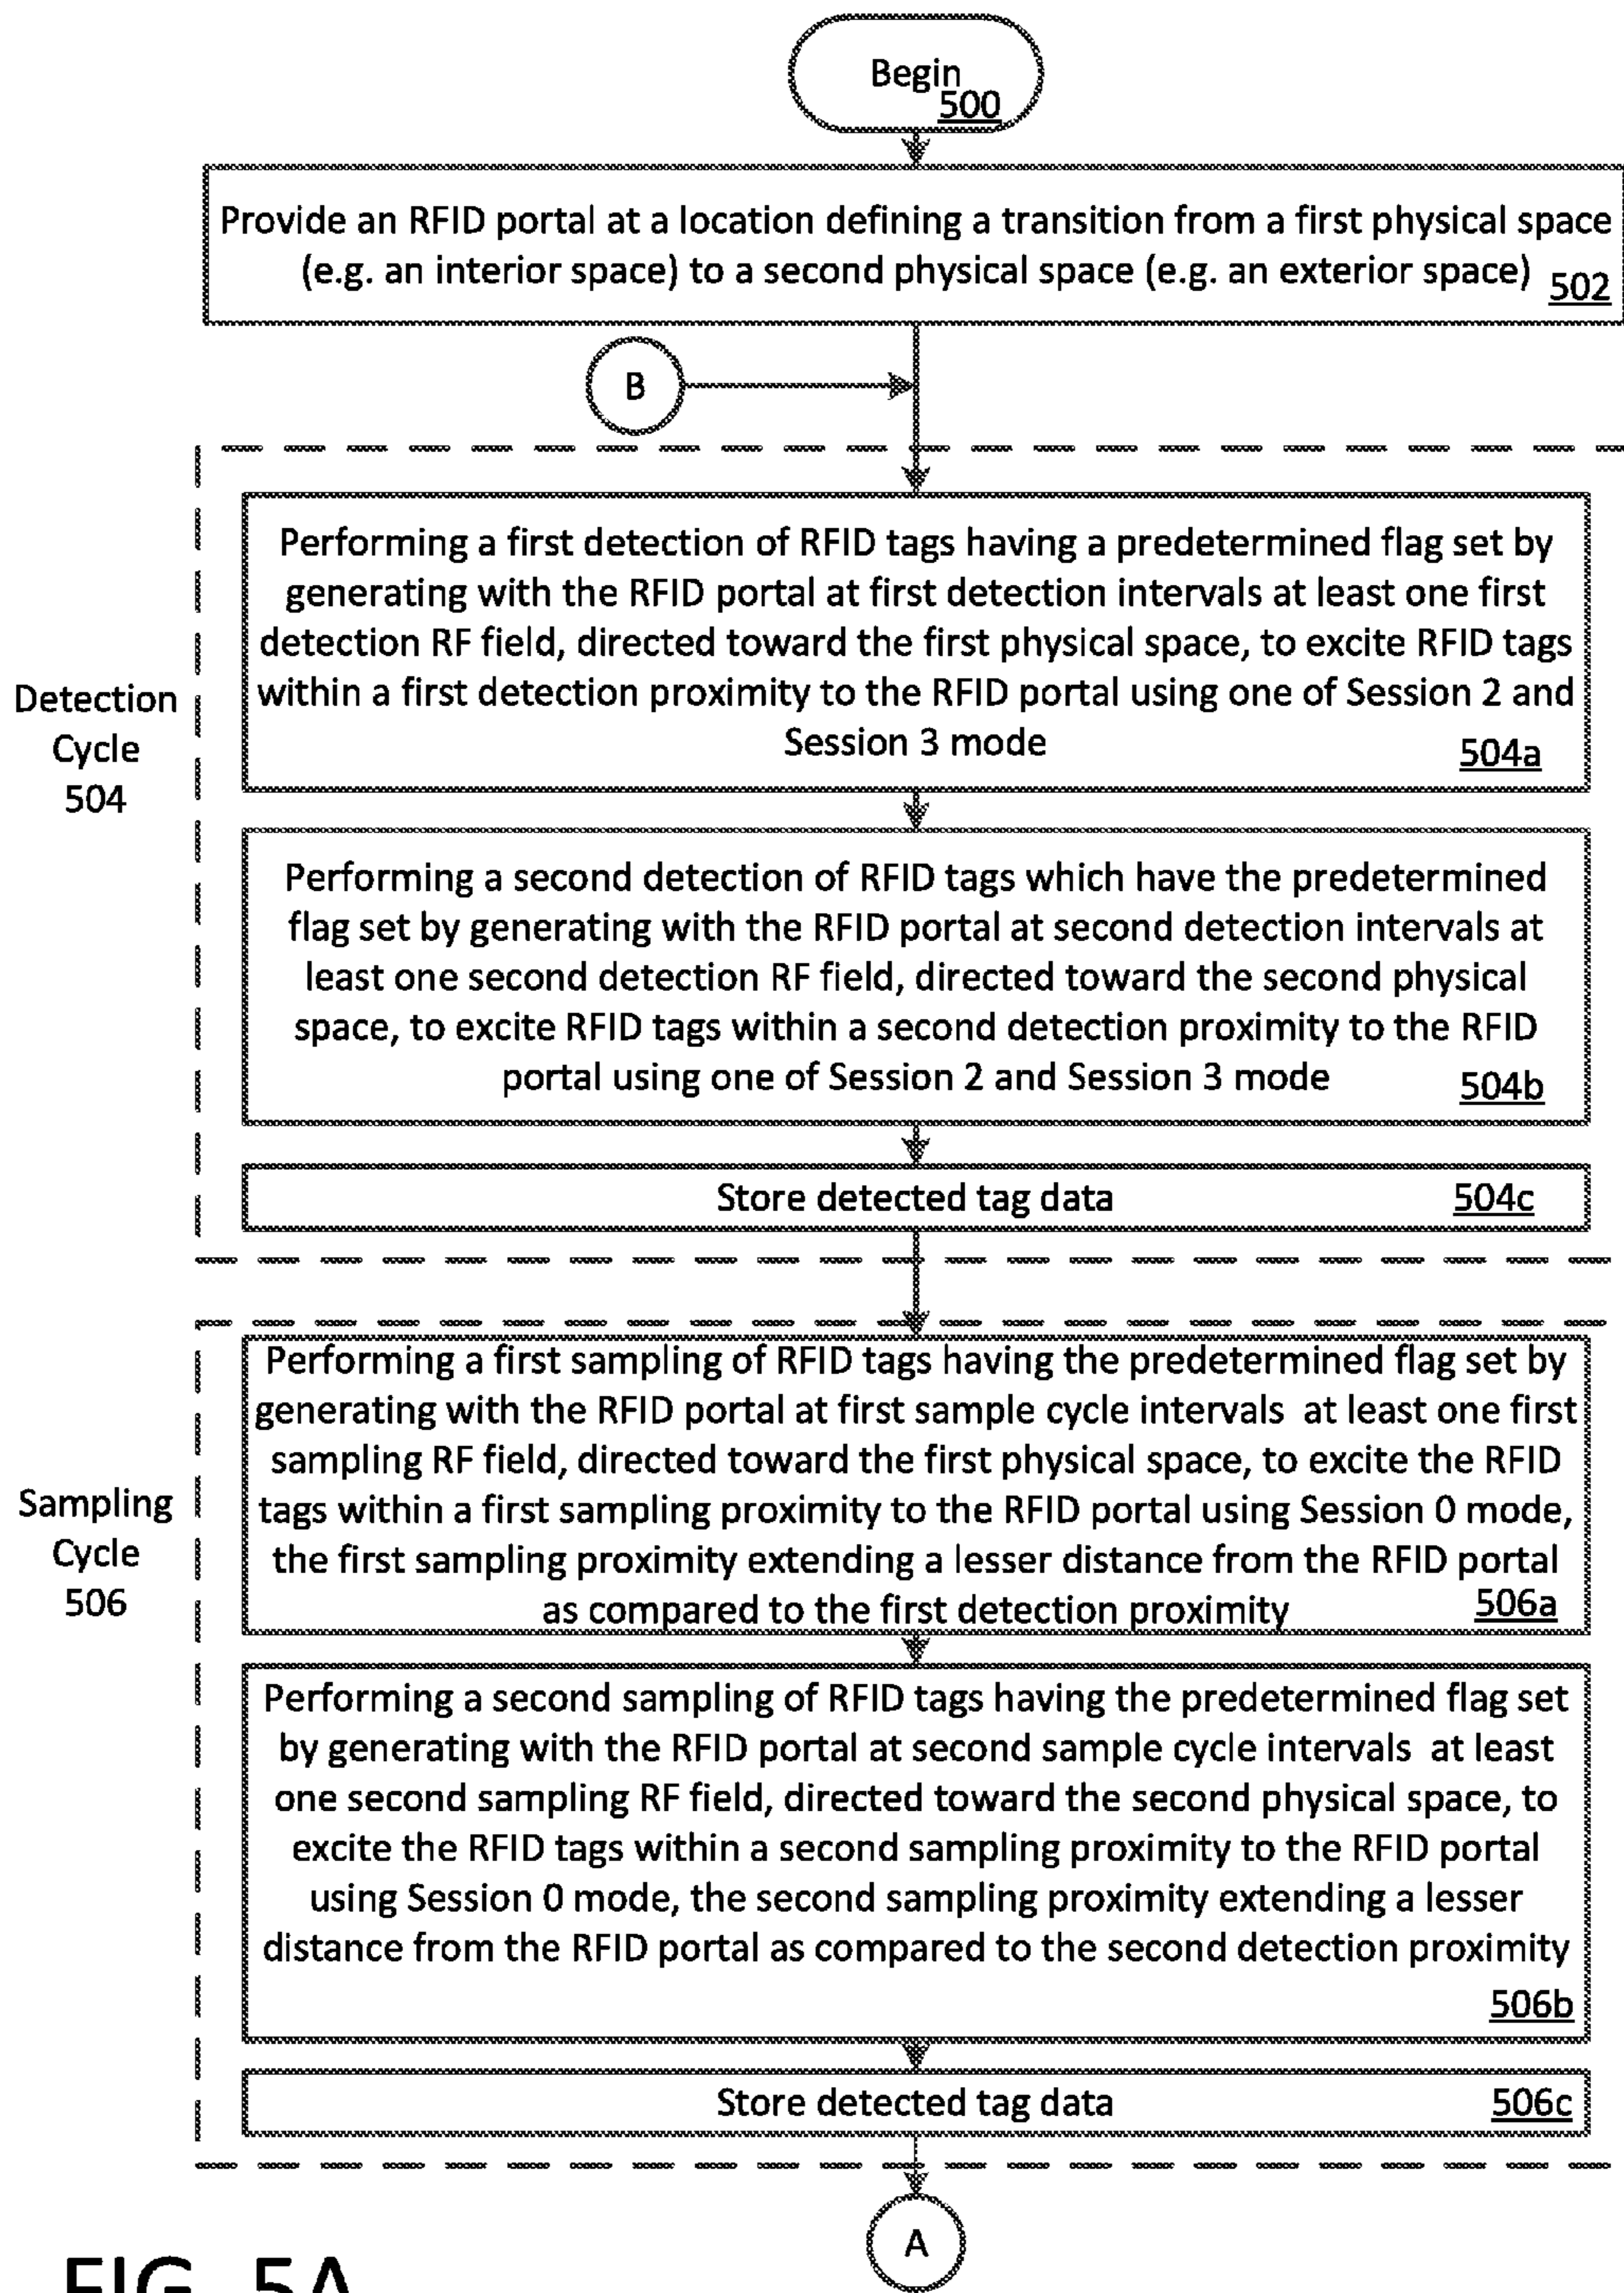 Begin
500
Provide an RFID portal at a location defining a transition from a first physical space
(e.g. an interior space) to a second physical space (e.g. an exterior space) 502
B
Detection
Cycle
504
Performing a first detection of RFID tags having a predetermined flag set by
generating with the RFID portal at first detection intervals at least one first
detection RF field, directed toward the first physical space, to excite RFID tags
within a first detection proximity to the RFID portal using one of Session 2 and
Session 3 mode 504a
Performing a second detection of RFID tags which have the predetermined
flag set by generating with the RFID portal at second detection intervals at
least one second detection RF field, directed toward the second physical
space, to excite RFID tags within a second detection proximity to the RFID
portal using one of Session 2 and Session 3 mode 504b
Store detected tag data 504c
Sampling
Cycle
506
Performing a first sampling of RFID tags having the predetermined flag set by
generating with the RFID portal at first sample cycle intervals at least one first
sampling RF field, directed toward the first physical space, to excite the RFID
tags within a first sampling proximity to the RFID portal using Session 0 mode,
the first sampling proximity extending a lesser distance from the RFID portal
as compared to the first detection proximity 506a
Performing a second sampling of RFID tags having the predetermined flag set
by generating with the RFID portal at second sample cycle intervals at least
one second sampling RF field, directed toward the second physical space, to
excite the RFID tags within a second sampling proximity to the RFID portal
using Session 0 mode, the second sampling proximity extending a lesser
distance from the RFID portal as compared to the second detection proximity
506b
Store detected tag data 506c
A
FIG. 5A